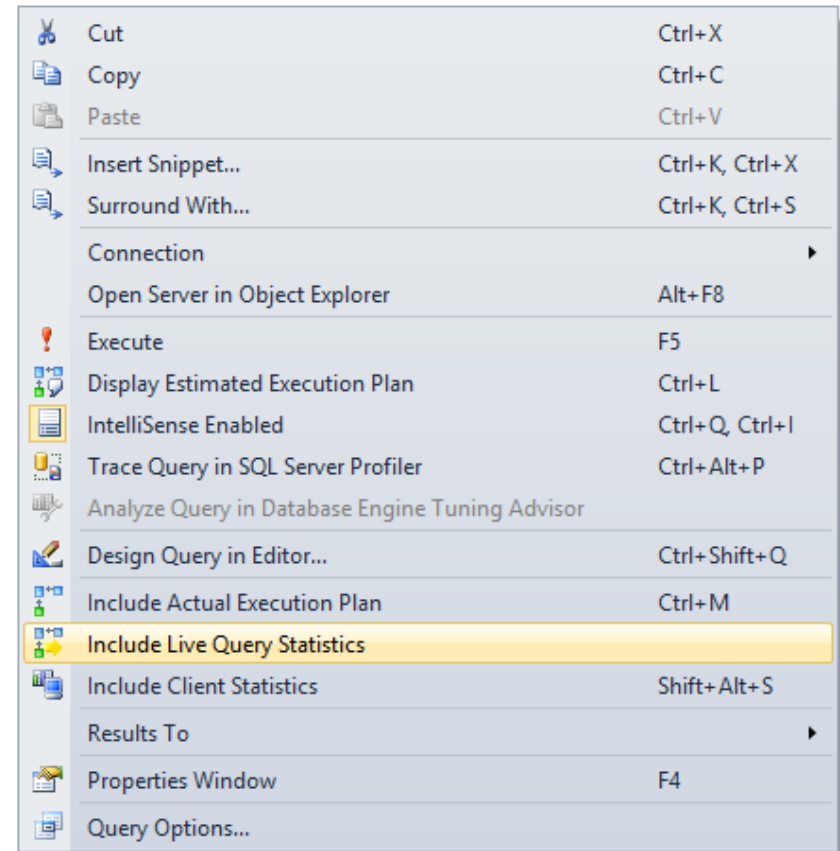 Cut Ctrl+X
Copy Ctrl+C
Paste Ctrl+V
Insert Snippet... Ctrl+K, Ctrl+X
Surround With... Ctrl+K, Ctrl+S
Connection
Open Server in Object Explorer Alt+F8
Execute F5
Display Estimated Execution Plan Ctrl+L
IntelliSense Enabled Ctrl+Q, Ctrl+I
Trace Query in SQL Server Profiler Ctrl+Alt+P
Analyze Query in Database Engine Tuning Advisor
Design Query in Editor... Ctrl+Shift+Q
Include Actual Execution Plan Ctrl+M
Include Live Query Statistics
Include Client Statistics Shift+Alt+S
Results To
Properties Window F4
Query Options...